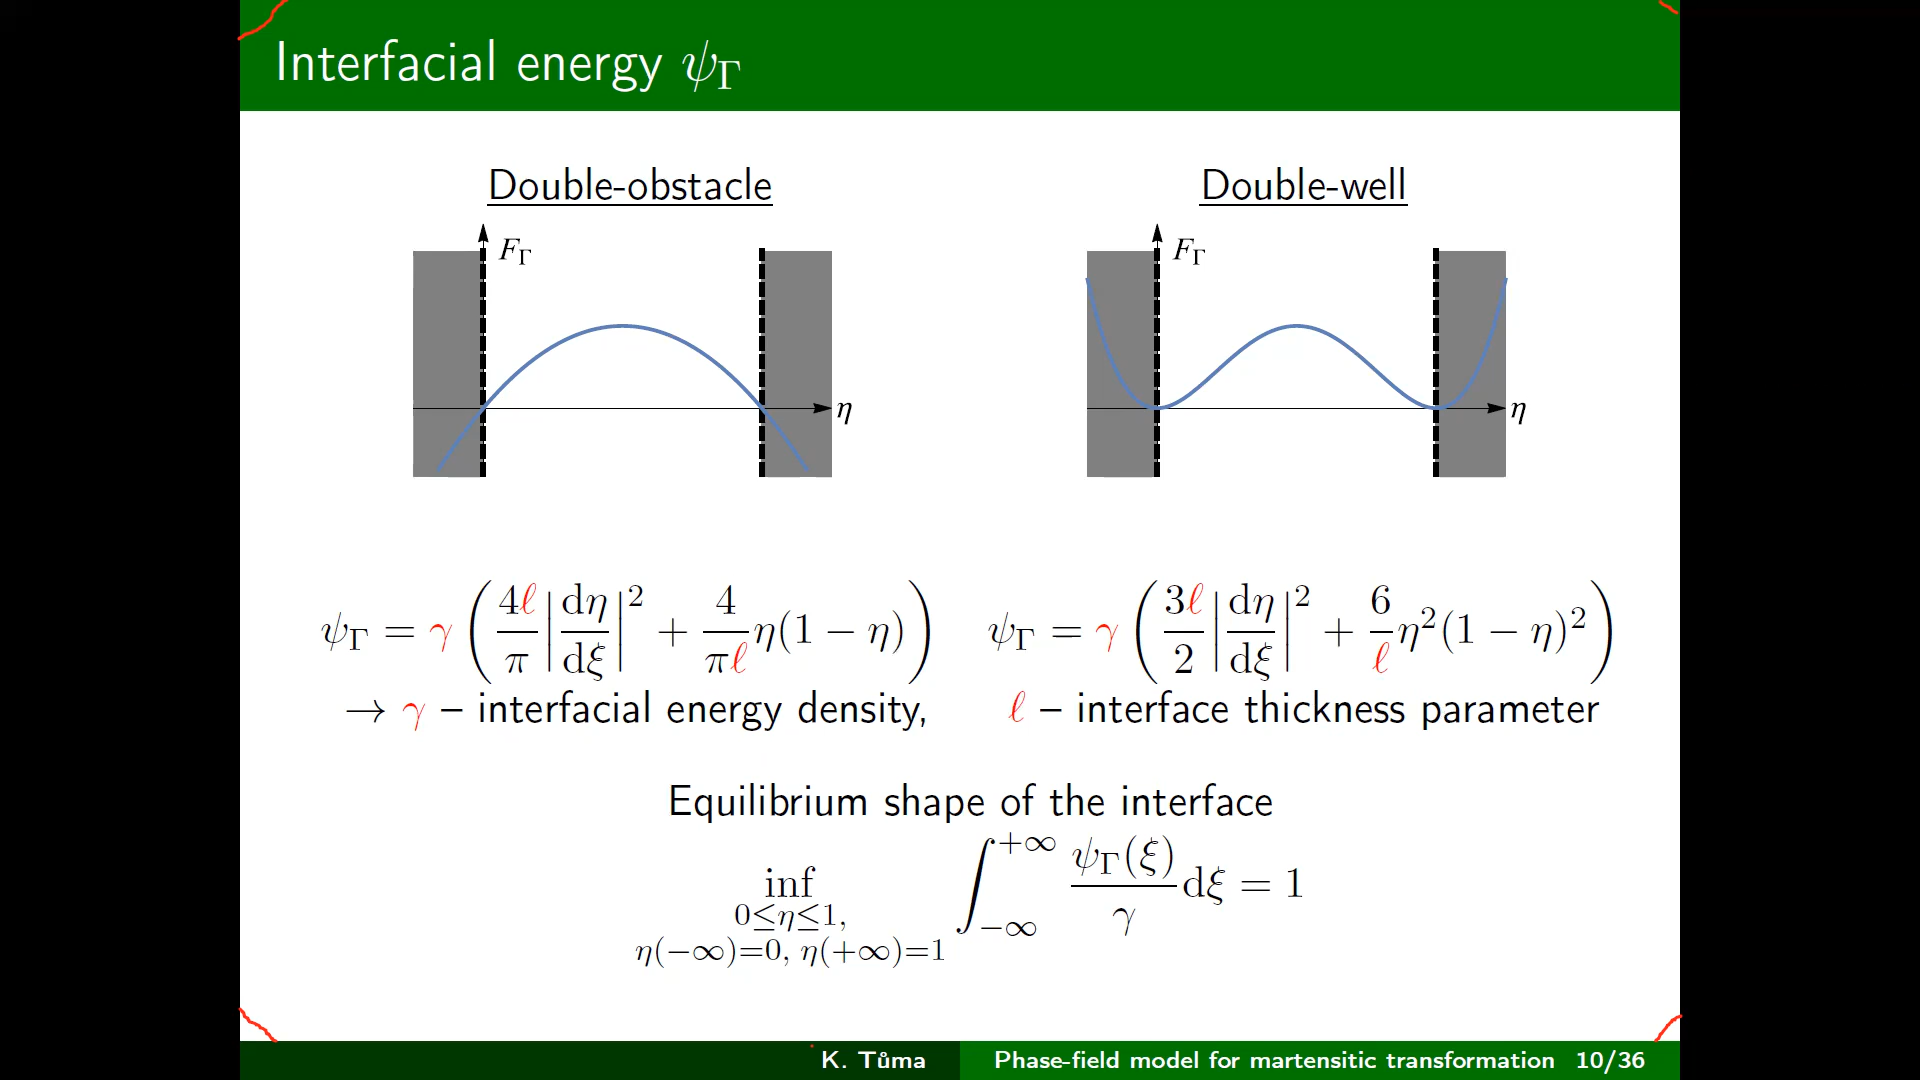 Interfacial energy ψ_Γ
Double-obstacle
Double-well
F_Γ
η
F_Γ
η
ψ_Γ = γ ( 4ℓ/π |dη/dξ|² + 4/(πℓ) η(1 − η) )
ψ_Γ = γ ( 3ℓ/2 |dη/dξ|² + 6/ℓ η²(1 − η)² )
→ γ – interfacial energy density, ℓ – interface thickness parameter
Equilibrium shape of the interface
inf_{0≤η≤1, η(−∞)=0, η(+∞)=1} ∫_{−∞}^{+∞} ψ_Γ(ξ)/γ dξ = 1
K. Tůma Phase-field model for martensitic transformation 10/36